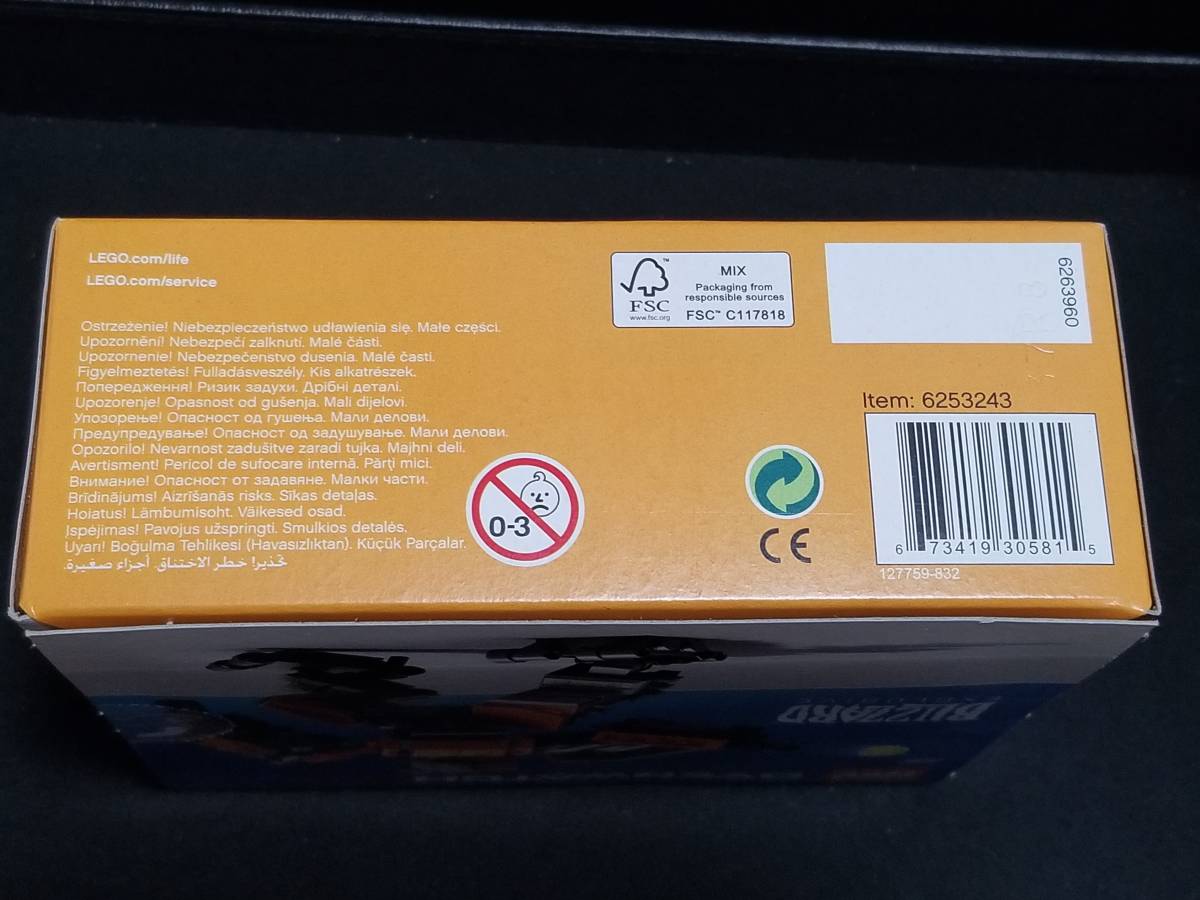 LEGO.com/life
LEGO.com/service
Ostrzeżenie! Niebezpieczeństwo udławienia się. Małe części.
Upozornění! Nebezpečí zalknutí. Malé části.
Upozornenie! Nebezpečenstvo dusenia. Malé časti.
Figyelmeztetés! Fulladásveszély. Kis alkatrészek.
Попередження! Ризик задухи. Дрібні деталі.
Upozorenje! Opasnost od gušenja. Mali dijelovi.
Упозорење! Опасност од гушења. Мали делови.
Предупредување! Опасност од задушување. Мали делови.
Opozorilo! Nevarnost zadušitve zaradi tujka. Majhni deli.
Avertisment! Pericol de sufocare internă. Părți mici.
Внимание! Опасност от задавяне. Малки части.
Brīdinājums! Aizrīšanās risks. Sīkas detaļas.
Hoiatus! Lämbumisoht. Väikesed osad.
Įspėjimas! Pavojus užspringti. Smulkios detalės.
Uyarı! Boğulma Tehlikesi (Havasızlıktan). Küçük Parçalar.
تحذير! خطر الاختناق. أجزاء صغيرة.
0-3
FSC™
www.fsc.org
MIX
Packaging from
responsible sources
FSC™ C117818
CE
6263960
Item: 6253243
6 73419 30581 5
127759-832
BLIZZARD